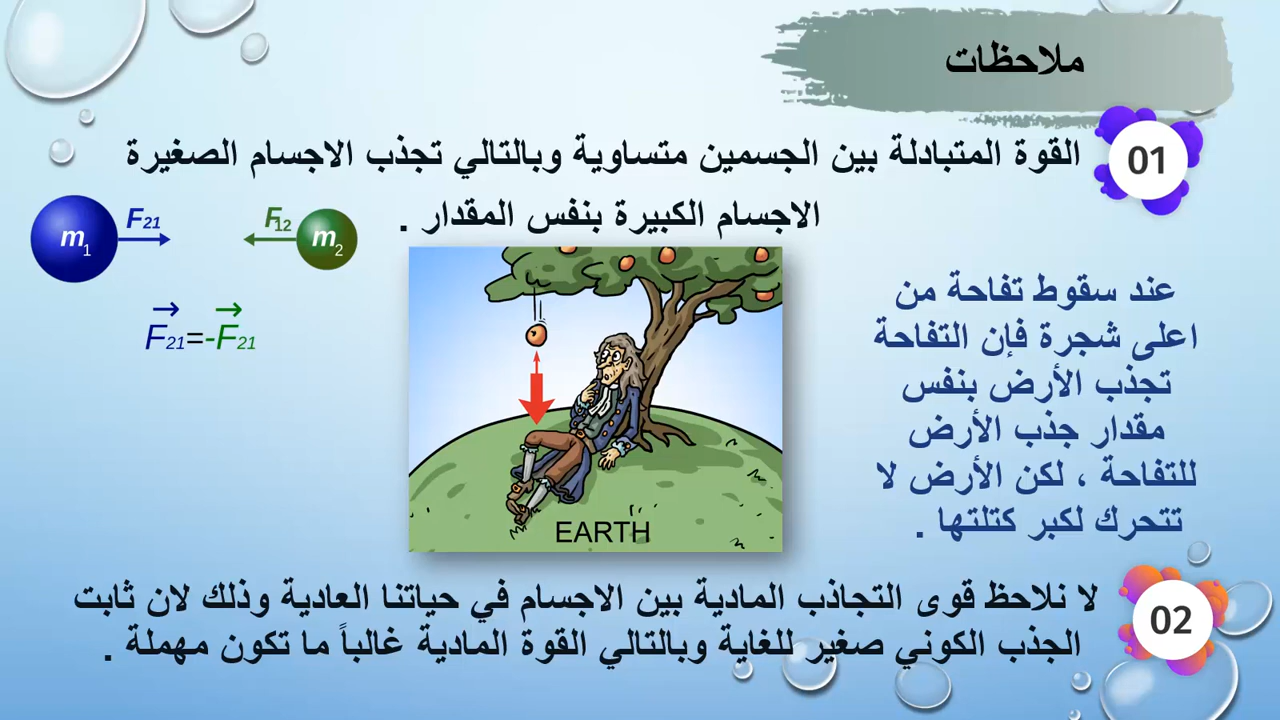 ملاحظات
01
القوة المتبادلة بين الجسمين متساوية وبالتالي تجذب الاجسام الصغيرة
الاجسام الكبيرة بنفس المقدار .
m1 F21 F12 m2
F21=-F21
عند سقوط تفاحة من
اعلى شجرة فإن التفاحة
تجذب الأرض بنفس
مقدار جذب الأرض
للتفاحة ، لكن الأرض لا
تتحرك لكبر كتلتها .
EARTH
02
لا نلاحظ قوى التجاذب المادية بين الاجسام في حياتنا العادية وذلك لان ثابت
الجذب الكوني صغير للغاية وبالتالي القوة المادية غالباً ما تكون مهملة .